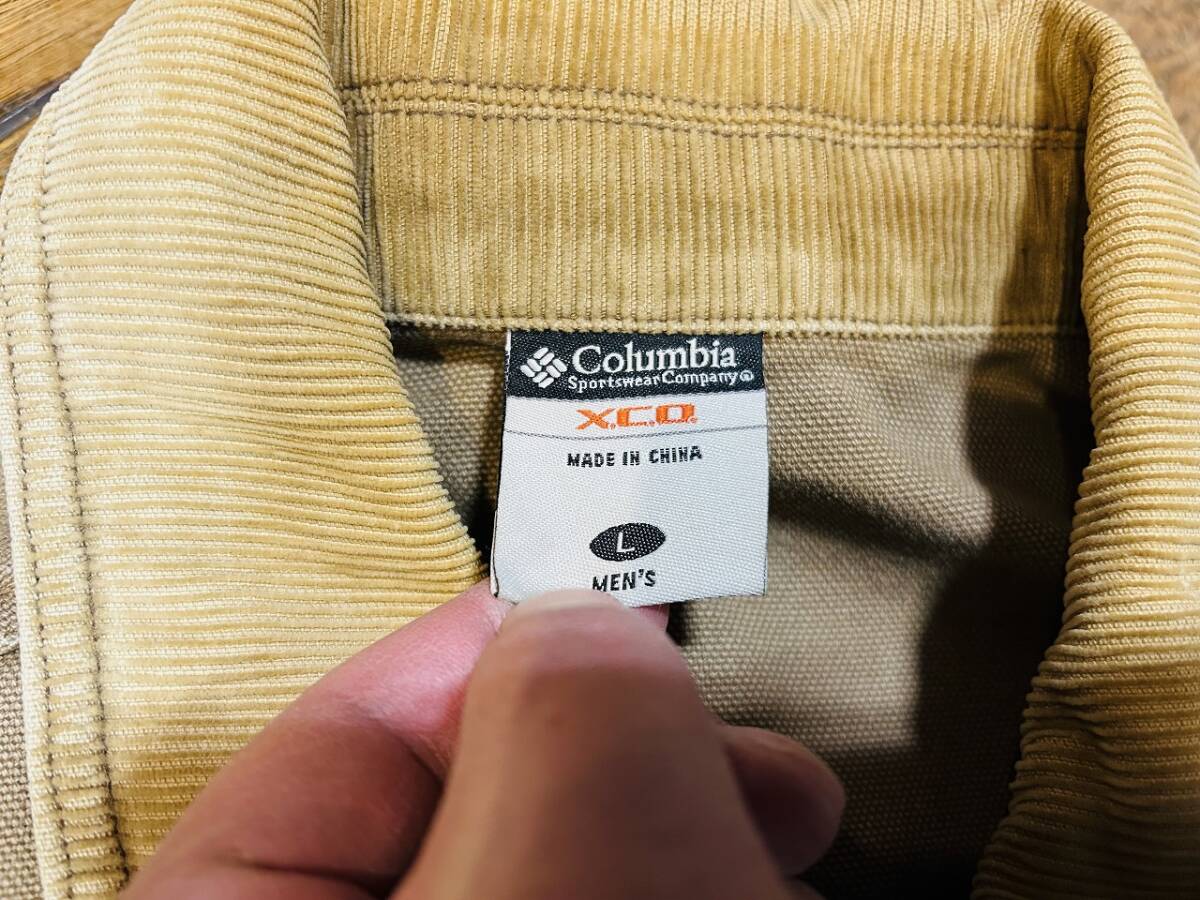 Columbia
Sportswear Company®
X.C.O.
MADE IN CHINA
L
MEN'S